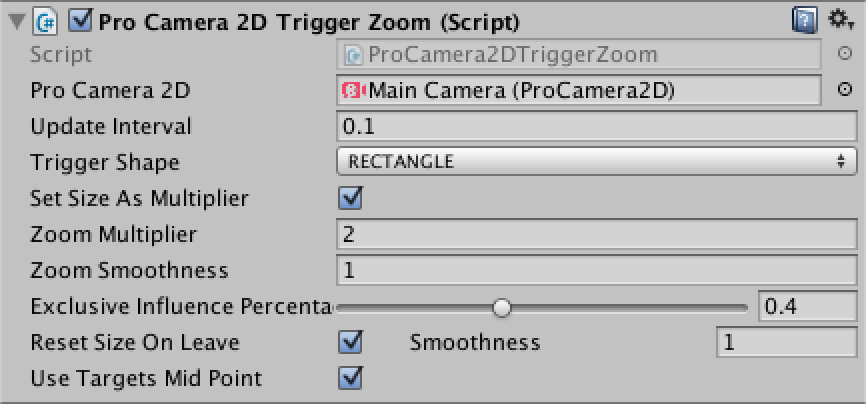 Pro Camera 2D Trigger Zoom (Script)
Script ProCamera2DTriggerZoom
Pro Camera 2D Main Camera (ProCamera2D)
Update Interval 0.1
Trigger Shape RECTANGLE
Set Size As Multiplier
Zoom Multiplier 2
Zoom Smoothness 1
Exclusive Influence Percenta 0.4
Reset Size On Leave Smoothness 1
Use Targets Mid Point